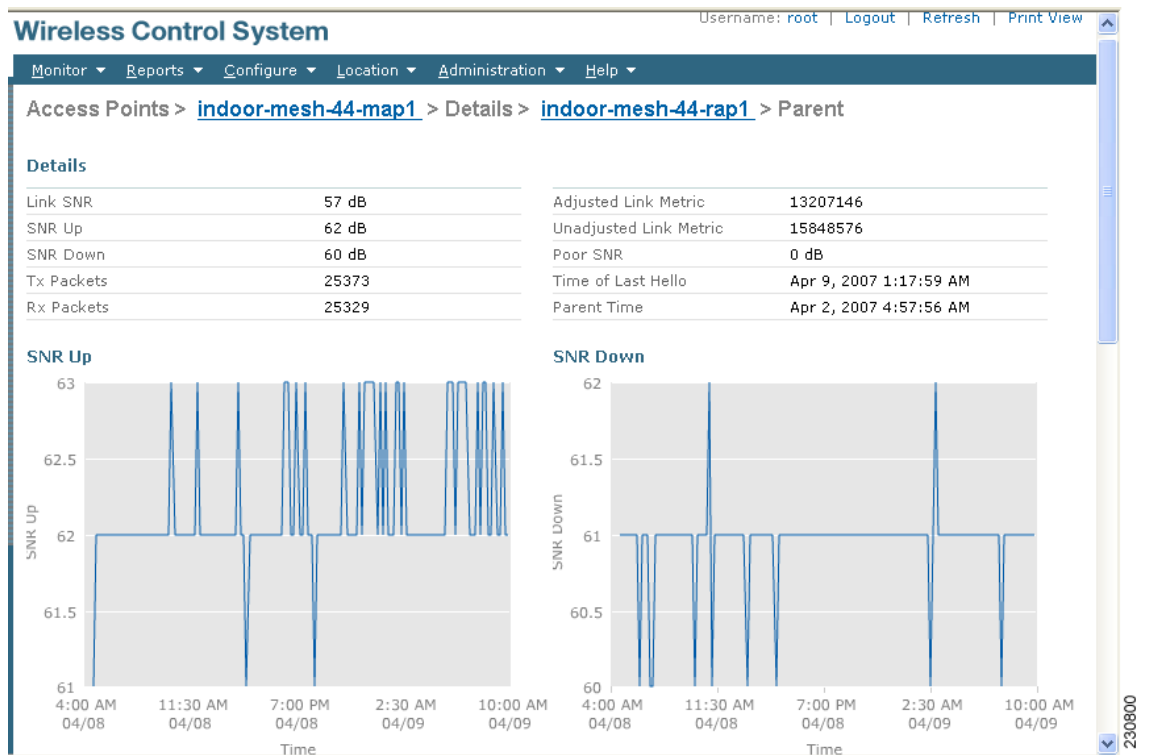 Username: root | Logout | Refresh | Print View
Wireless Control System
Monitor Reports Configure Location Administration Help
Access Points > indoor-mesh-44-map1 > Details > indoor-mesh-44-rap1 > Parent
Details
Link SNR 57 dB
SNR Up 62 dB
SNR Down 60 dB
Tx Packets 25373
Rx Packets 25329
Adjusted Link Metric 13207146
Unadjusted Link Metric 15848576
Poor SNR 0 dB
Time of Last Hello Apr 9, 2007 1:17:59 AM
Parent Time Apr 2, 2007 4:57:56 AM
SNR Up
63
62.5
62
61.5
61
SNR Up
4:00 AM 11:30 AM 7:00 PM 2:30 AM 10:00 AM
04/08 04/08 04/08 04/09 04/09
Time
SNR Down
62
61.5
61
60.5
60
SNR Down
4:00 AM 11:30 AM 7:00 PM 2:30 AM 10:00 AM
04/08 04/08 04/08 04/09 04/09
Time
230800